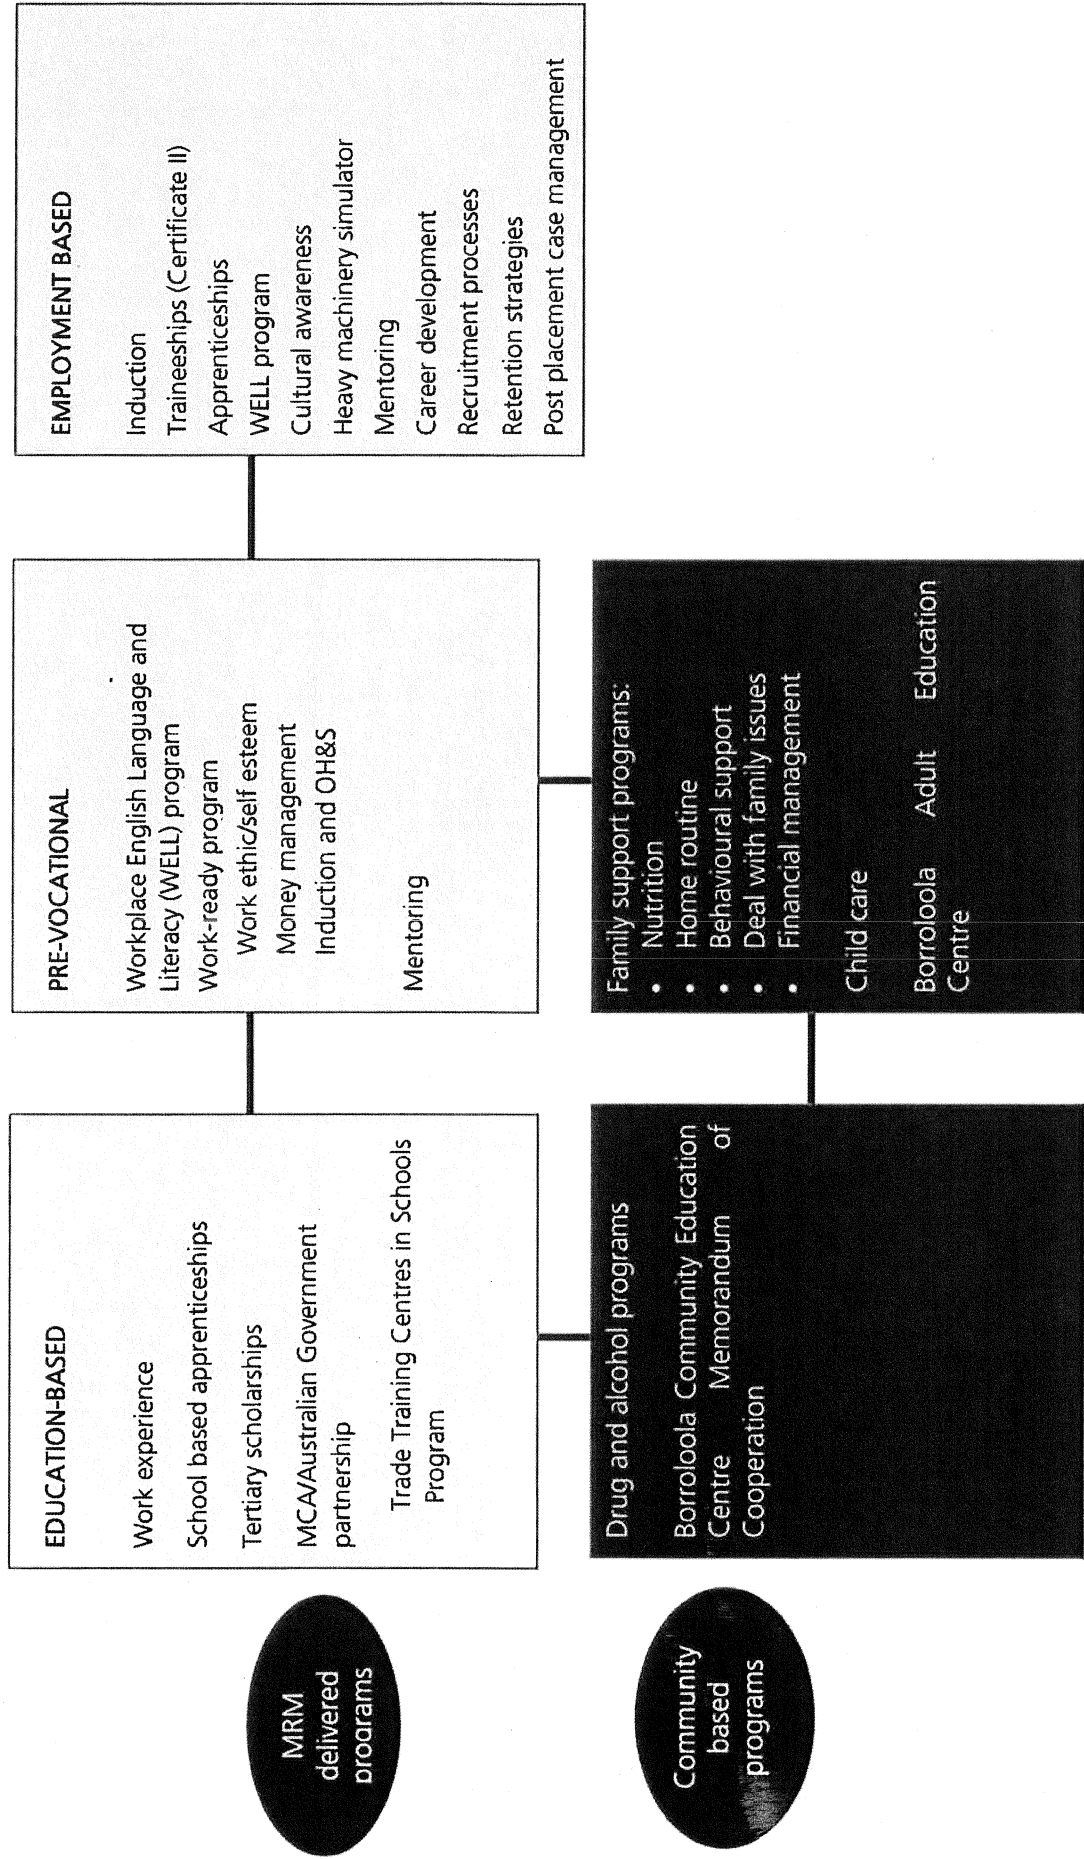 MRM
delivered
programs
EDUCATION-BASED
Work experience
School based apprenticeships
Tertiary scholarships
MCA/Australian Government
partnership
Trade Training Centres in Schools
Program
PRE-VOCATIONAL
Workplace English Language and
Literacy (WELL) program
Work-ready program
Work ethic/self esteem
Money management
Induction and OH&S
Mentoring
EMPLOYMENT BASED
Induction
Traineeships (Certificate II)
Apprenticeships
WELL program
Cultural awareness
Heavy machinery simulator
Mentoring
Career development
Recruitment processes
Retention strategies
Post placement case management
Community
based
programs
Drug and alcohol programs
Borroloola Community Education
Centre Memorandum of
Cooperation
Family support programs:
• Nutrition
• Home routine
• Behavioural support
• Deal with family issues
• Financial management
Child care
Borroloola Adult Education
Centre